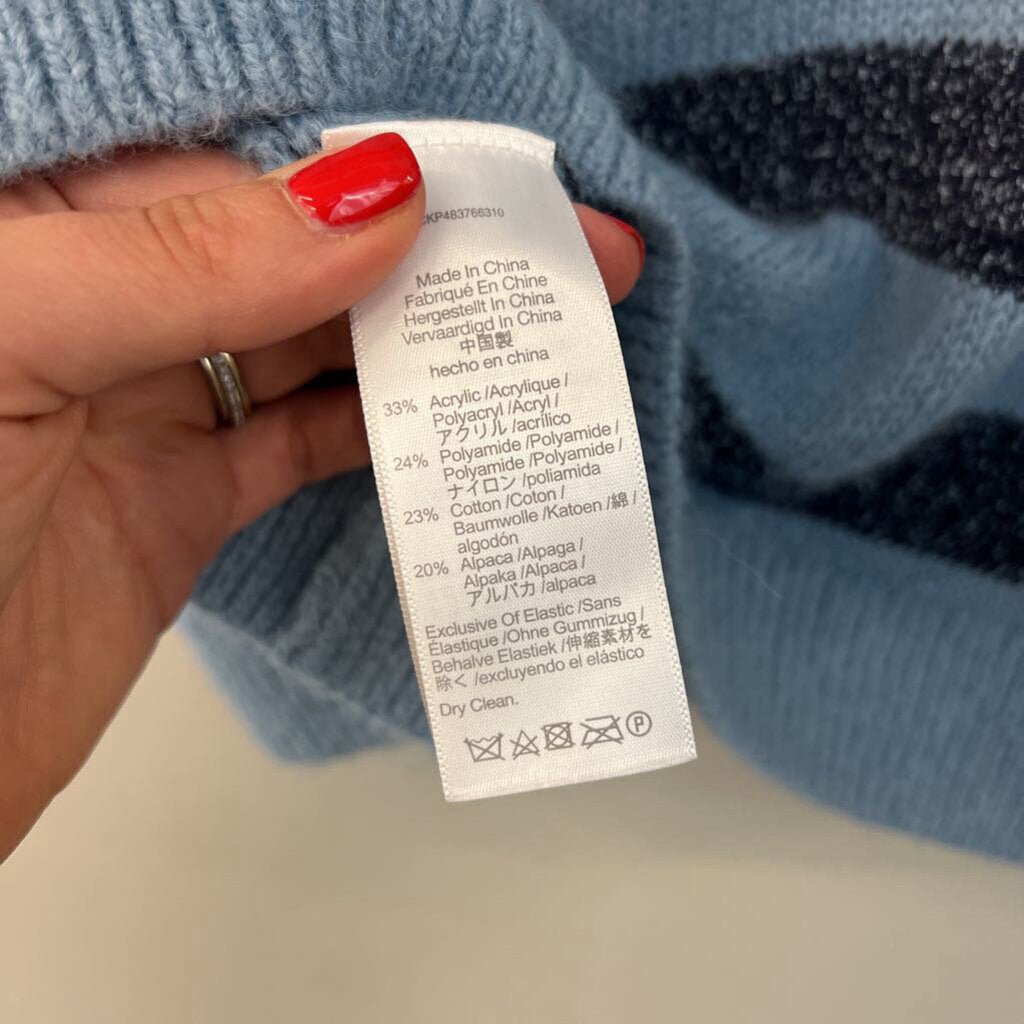 CKP483766310
Made In China
Fabriqué En Chine
Hergestellt In China
Vervaardigd In China
中国製
hecho en china
33% Acrylic /Acrylique /
Polyacryl /Acryl /
アクリル /acrílico
24% Polyamide /Polyamide /
Polyamide /Polyamide /
ナイロン /poliamida
23% Cotton /Coton /
Baumwolle /Katoen /綿/
algodón
20% Alpaca /Alpaga /
Alpaka /Alpaca /
アルパカ /alpaca
Exclusive Of Elastic /Sans
Élastique /Ohne Gummizug /
Behalve Elastiek /伸縮素材を
除く /excluyendo el elástico
Dry Clean.
P